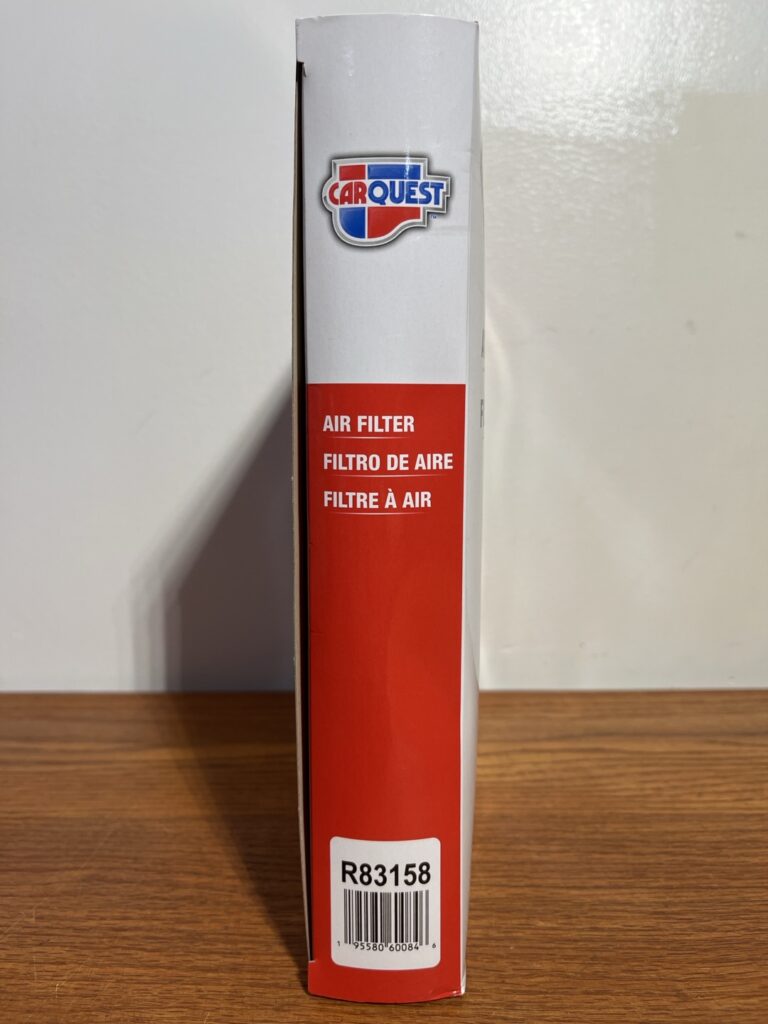 CARQUEST
AIR FILTER
FILTRO DE AIRE
FILTRE À AIR
R83158
1 95580 60084 6